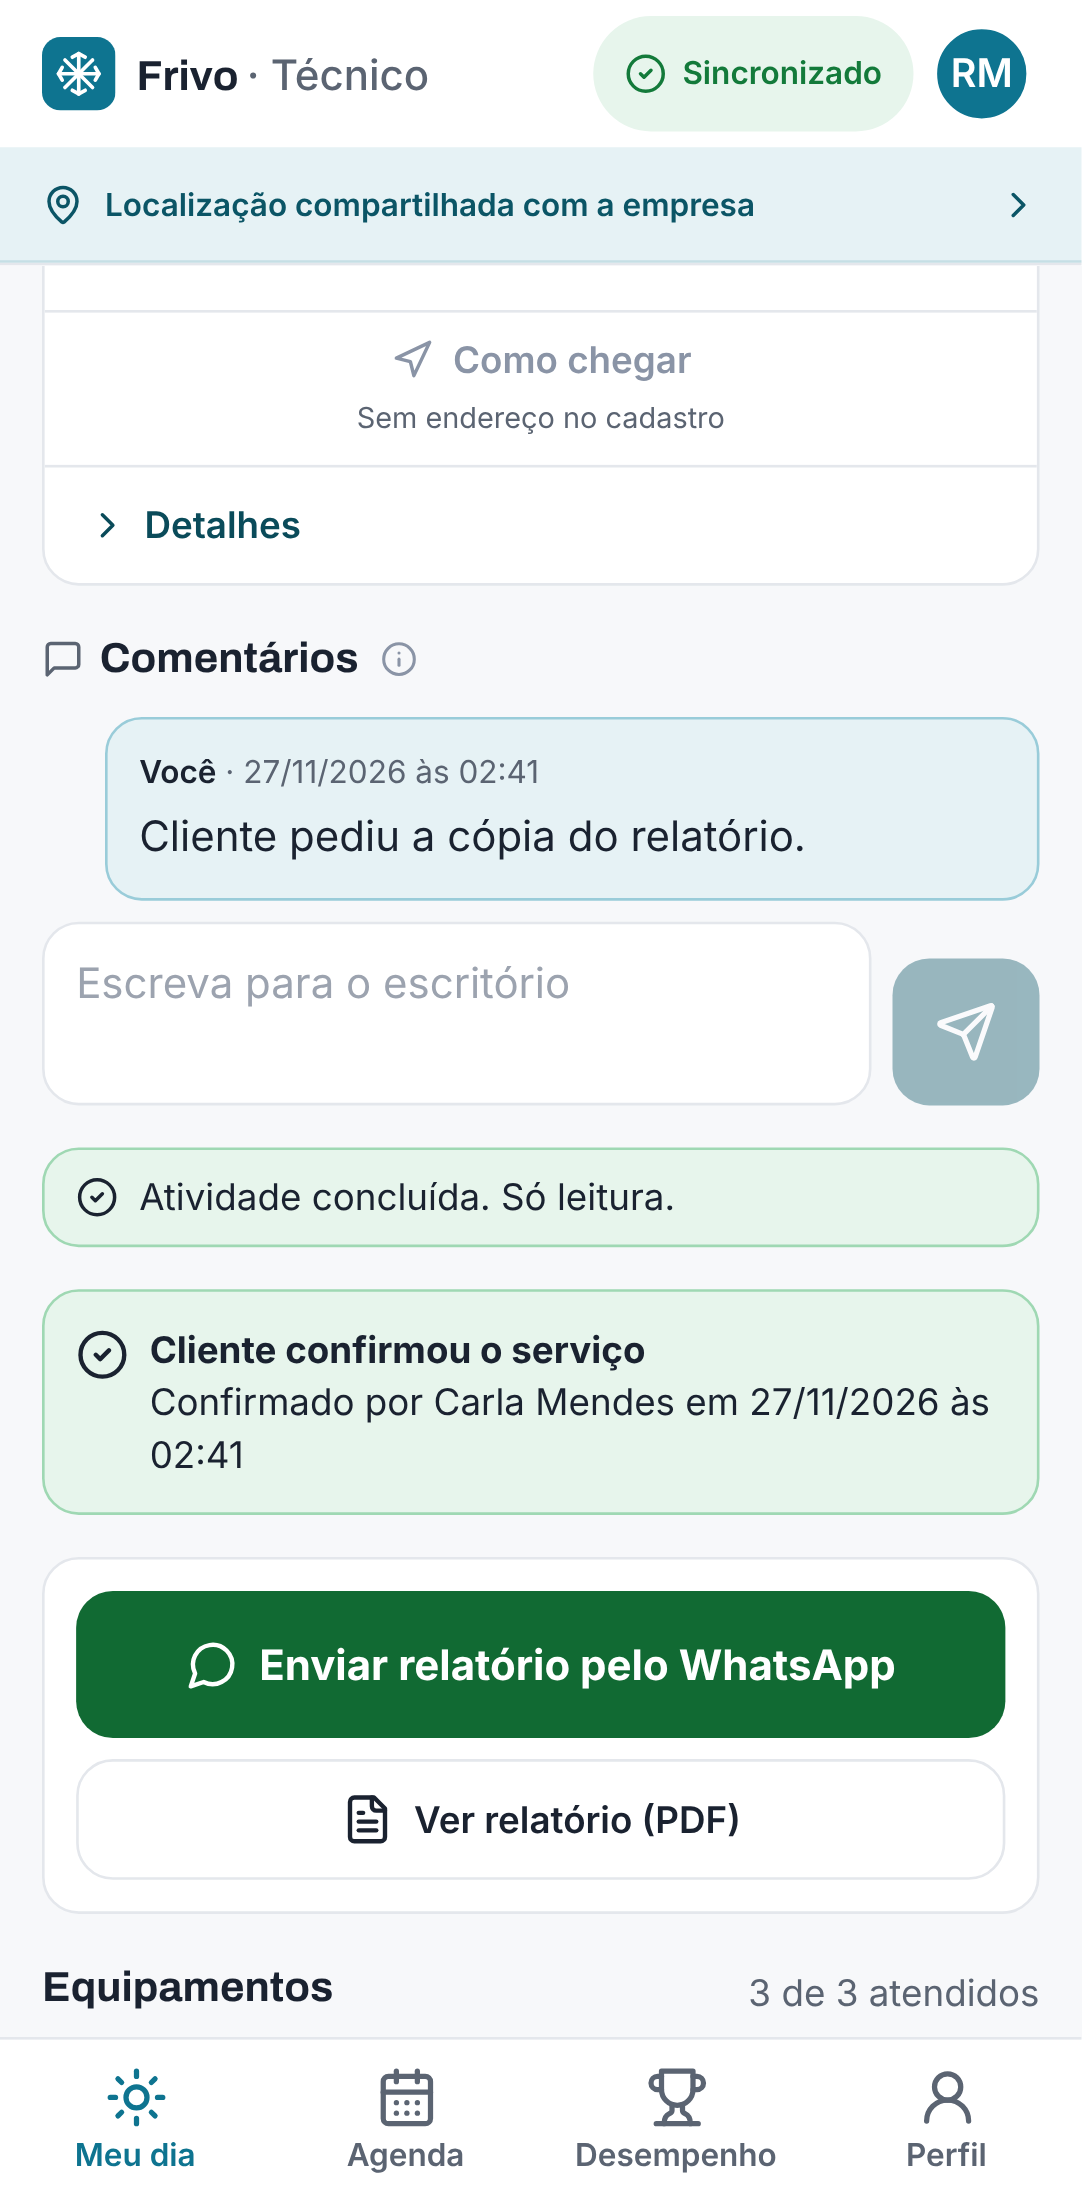 Frivo · Técnico
Sincronizado
RM
Localização compartilhada com a empresa
Como chegar
Sem endereço no cadastro
Detalhes
Comentários
Você · 27/11/2026 às 02:41
Cliente pediu a cópia do relatório.
Escreva para o escritório
Atividade concluída. Só leitura.
Cliente confirmou o serviço
Confirmado por Carla Mendes em 27/11/2026 às
02:41
Enviar relatório pelo WhatsApp
Ver relatório (PDF)
Equipamentos
3 de 3 atendidos
Meu dia
Agenda
Desempenho
Perfil